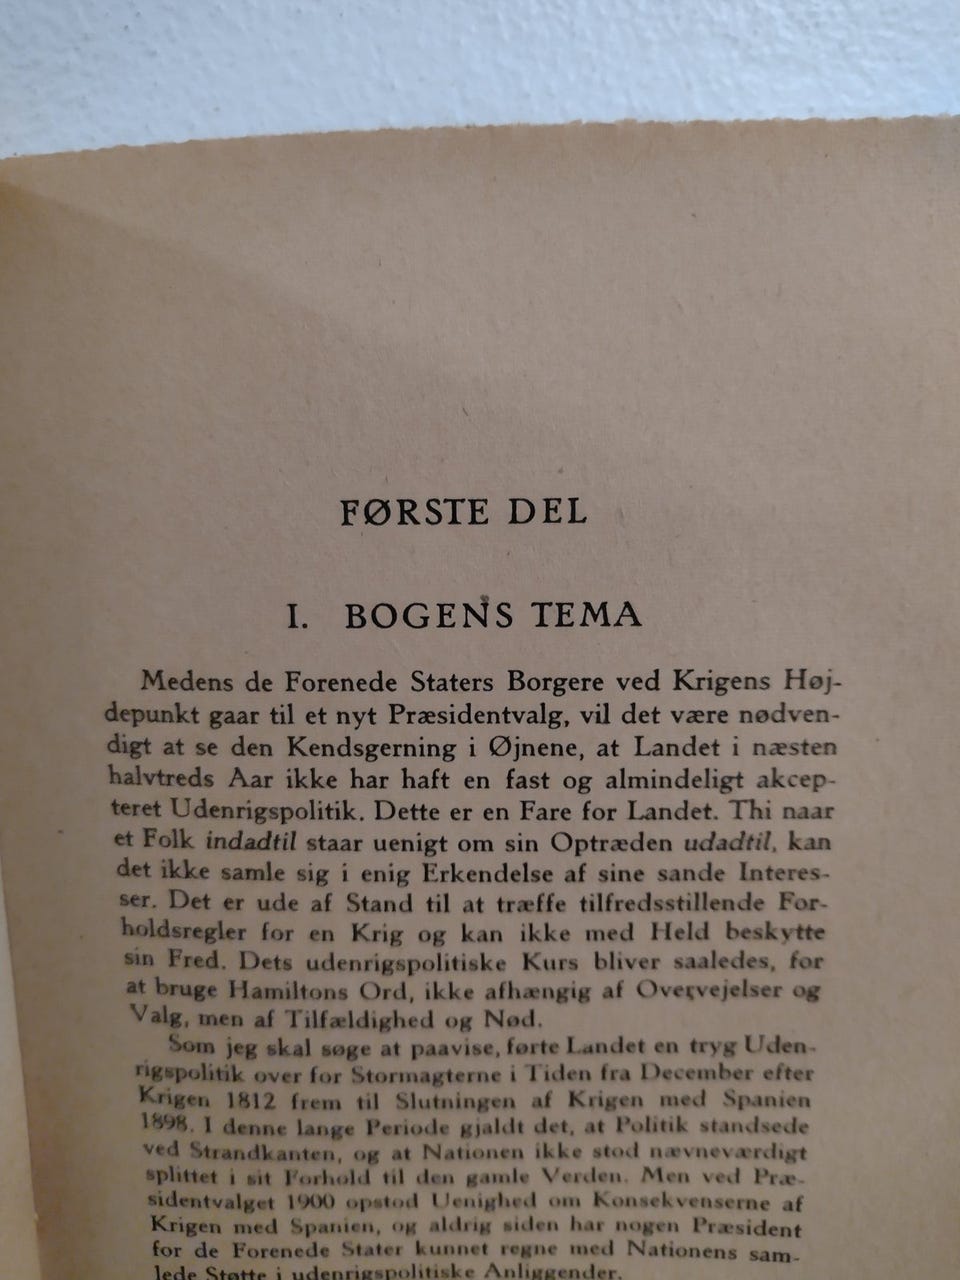 FØRSTE DEL
I. BOGENS TEMA
Medens de Forenede Staters Borgere ved Krigens Høj-
depunkt gaar til et nyt Præsidentvalg, vil det være nødven-
digt at se den Kendsgerning i Øjnene, at Landet i næsten
halvtreds Aar ikke har haft en fast og almindeligt akcep-
teret Udenrigspolitik. Dette er en Fare for Landet. Thi naar
et Folk indadtil staar uenigt om sin Optræden udadtil, kan
det ikke samle sig i enig Erkendelse af sine sande Interes-
ser. Det er ude af Stand til at træffe tilfredsstillende For-
holdsregler for en Krig og kan ikke med Held beskytte
sin Fred. Dets udenrigspolitiske Kurs bliver saaledes, for
at bruge Hamiltons Ord, ikke afhængig af Overvejelser og
Valg, men af Tilfældighed og Nød.
Som jeg skal søge at paavise, førte Landet en tryg Uden-
rigspolitik over for Stormagterne i Tiden fra December efter
Krigen 1812 frem til Slutningen af Krigen med Spanien
1898. I denne lange Periode gjaldt det, at Politik standsede
ved Strandkanten, og at Nationen ikke stod nævneværdigt
splittet i sit Forhold til den gamle Verden. Men ved Præ-
sidentvalget 1900 opstod Uenighed om Konsekvenserne af
Krigen med Spanien, og aldrig siden har nogen Præsident
for de Forenede Stater kunnet regne med Nationens sam-
lede Støtte i udenrigspolitiske Anliggender.